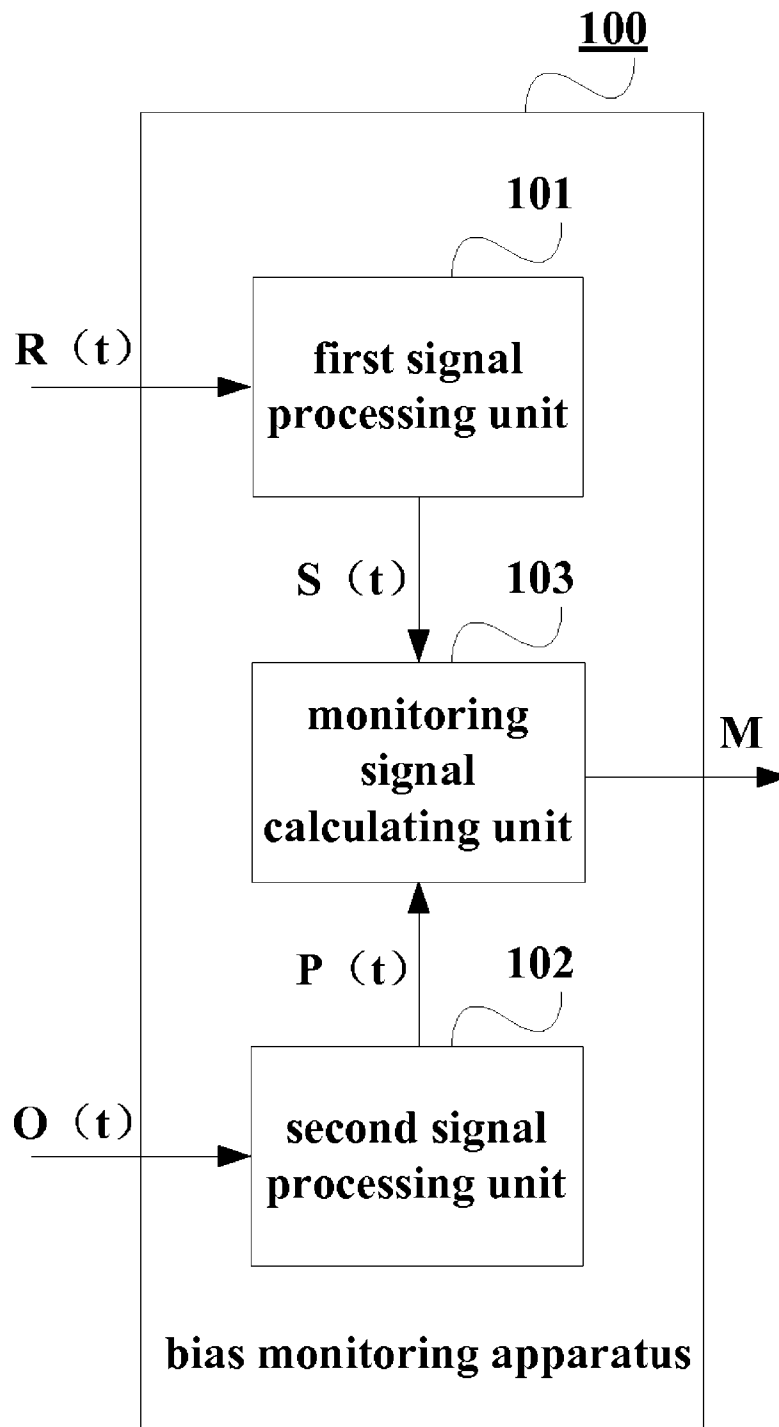 100
101
R（t）
first signal
processing unit
S（t）
103
monitoring
signal
calculating unit
M
P（t）
102
O（t）
second signal
processing unit
bias monitoring apparatus